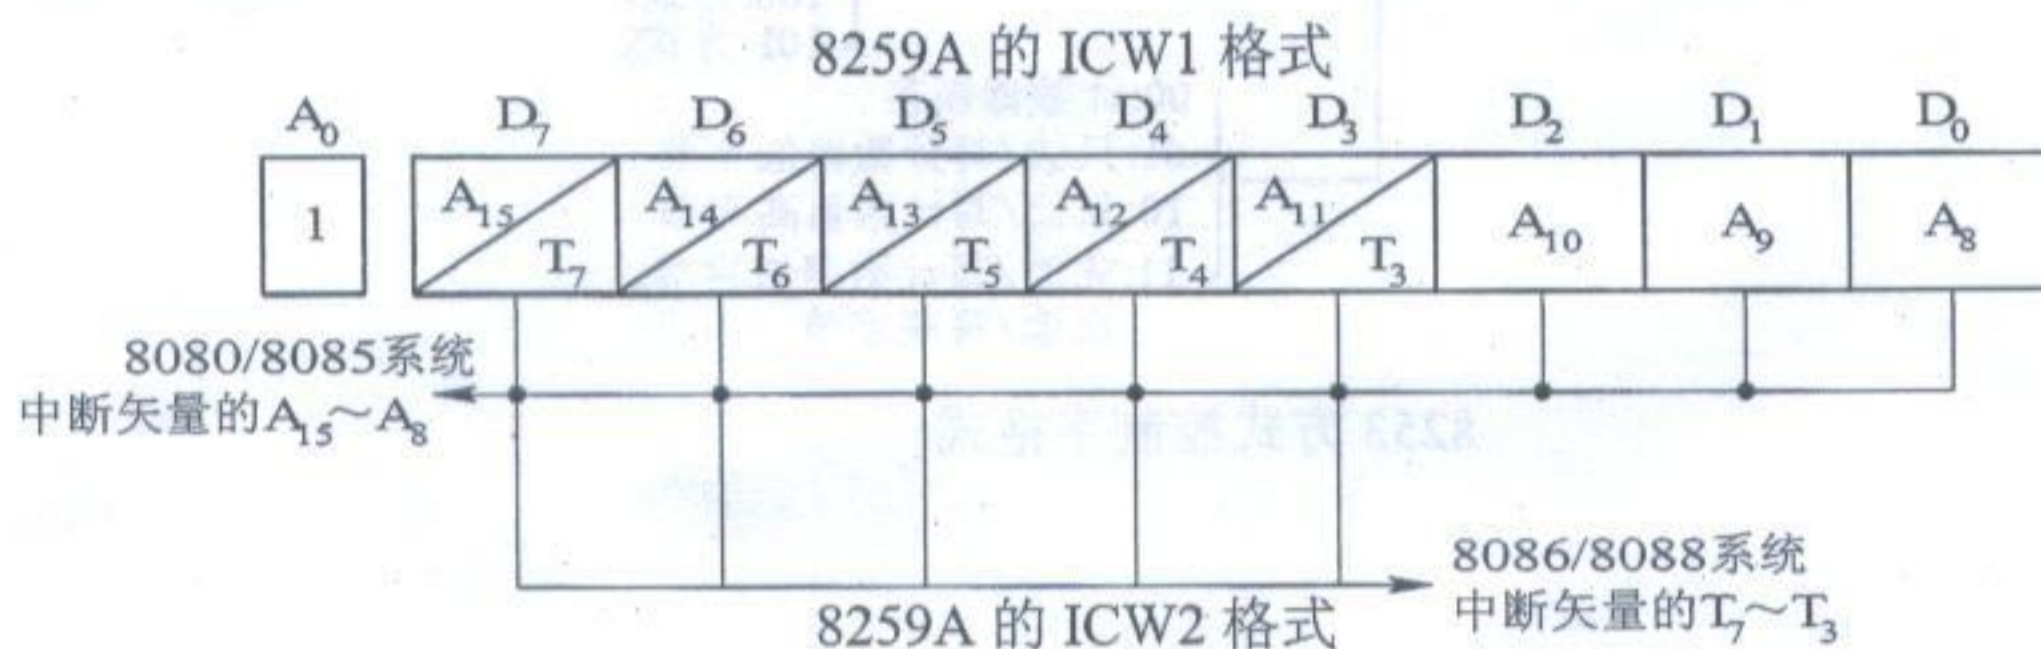 8259A 的 ICW1 格式
A₀ D₇ D₆ D₅ D₄ D₃ D₂ D₁ D₀
1 A₁₅ T₇ A₁₄ T₆ A₁₃ T₅ A₁₂ T₄ A₁₁ T₃ A₁₀ A₉ A₈
8080/8085系统
中断矢量的A₁₅～A₈
8086/8088系统
中断矢量的T₇～T₃
8259A 的 ICW2 格式